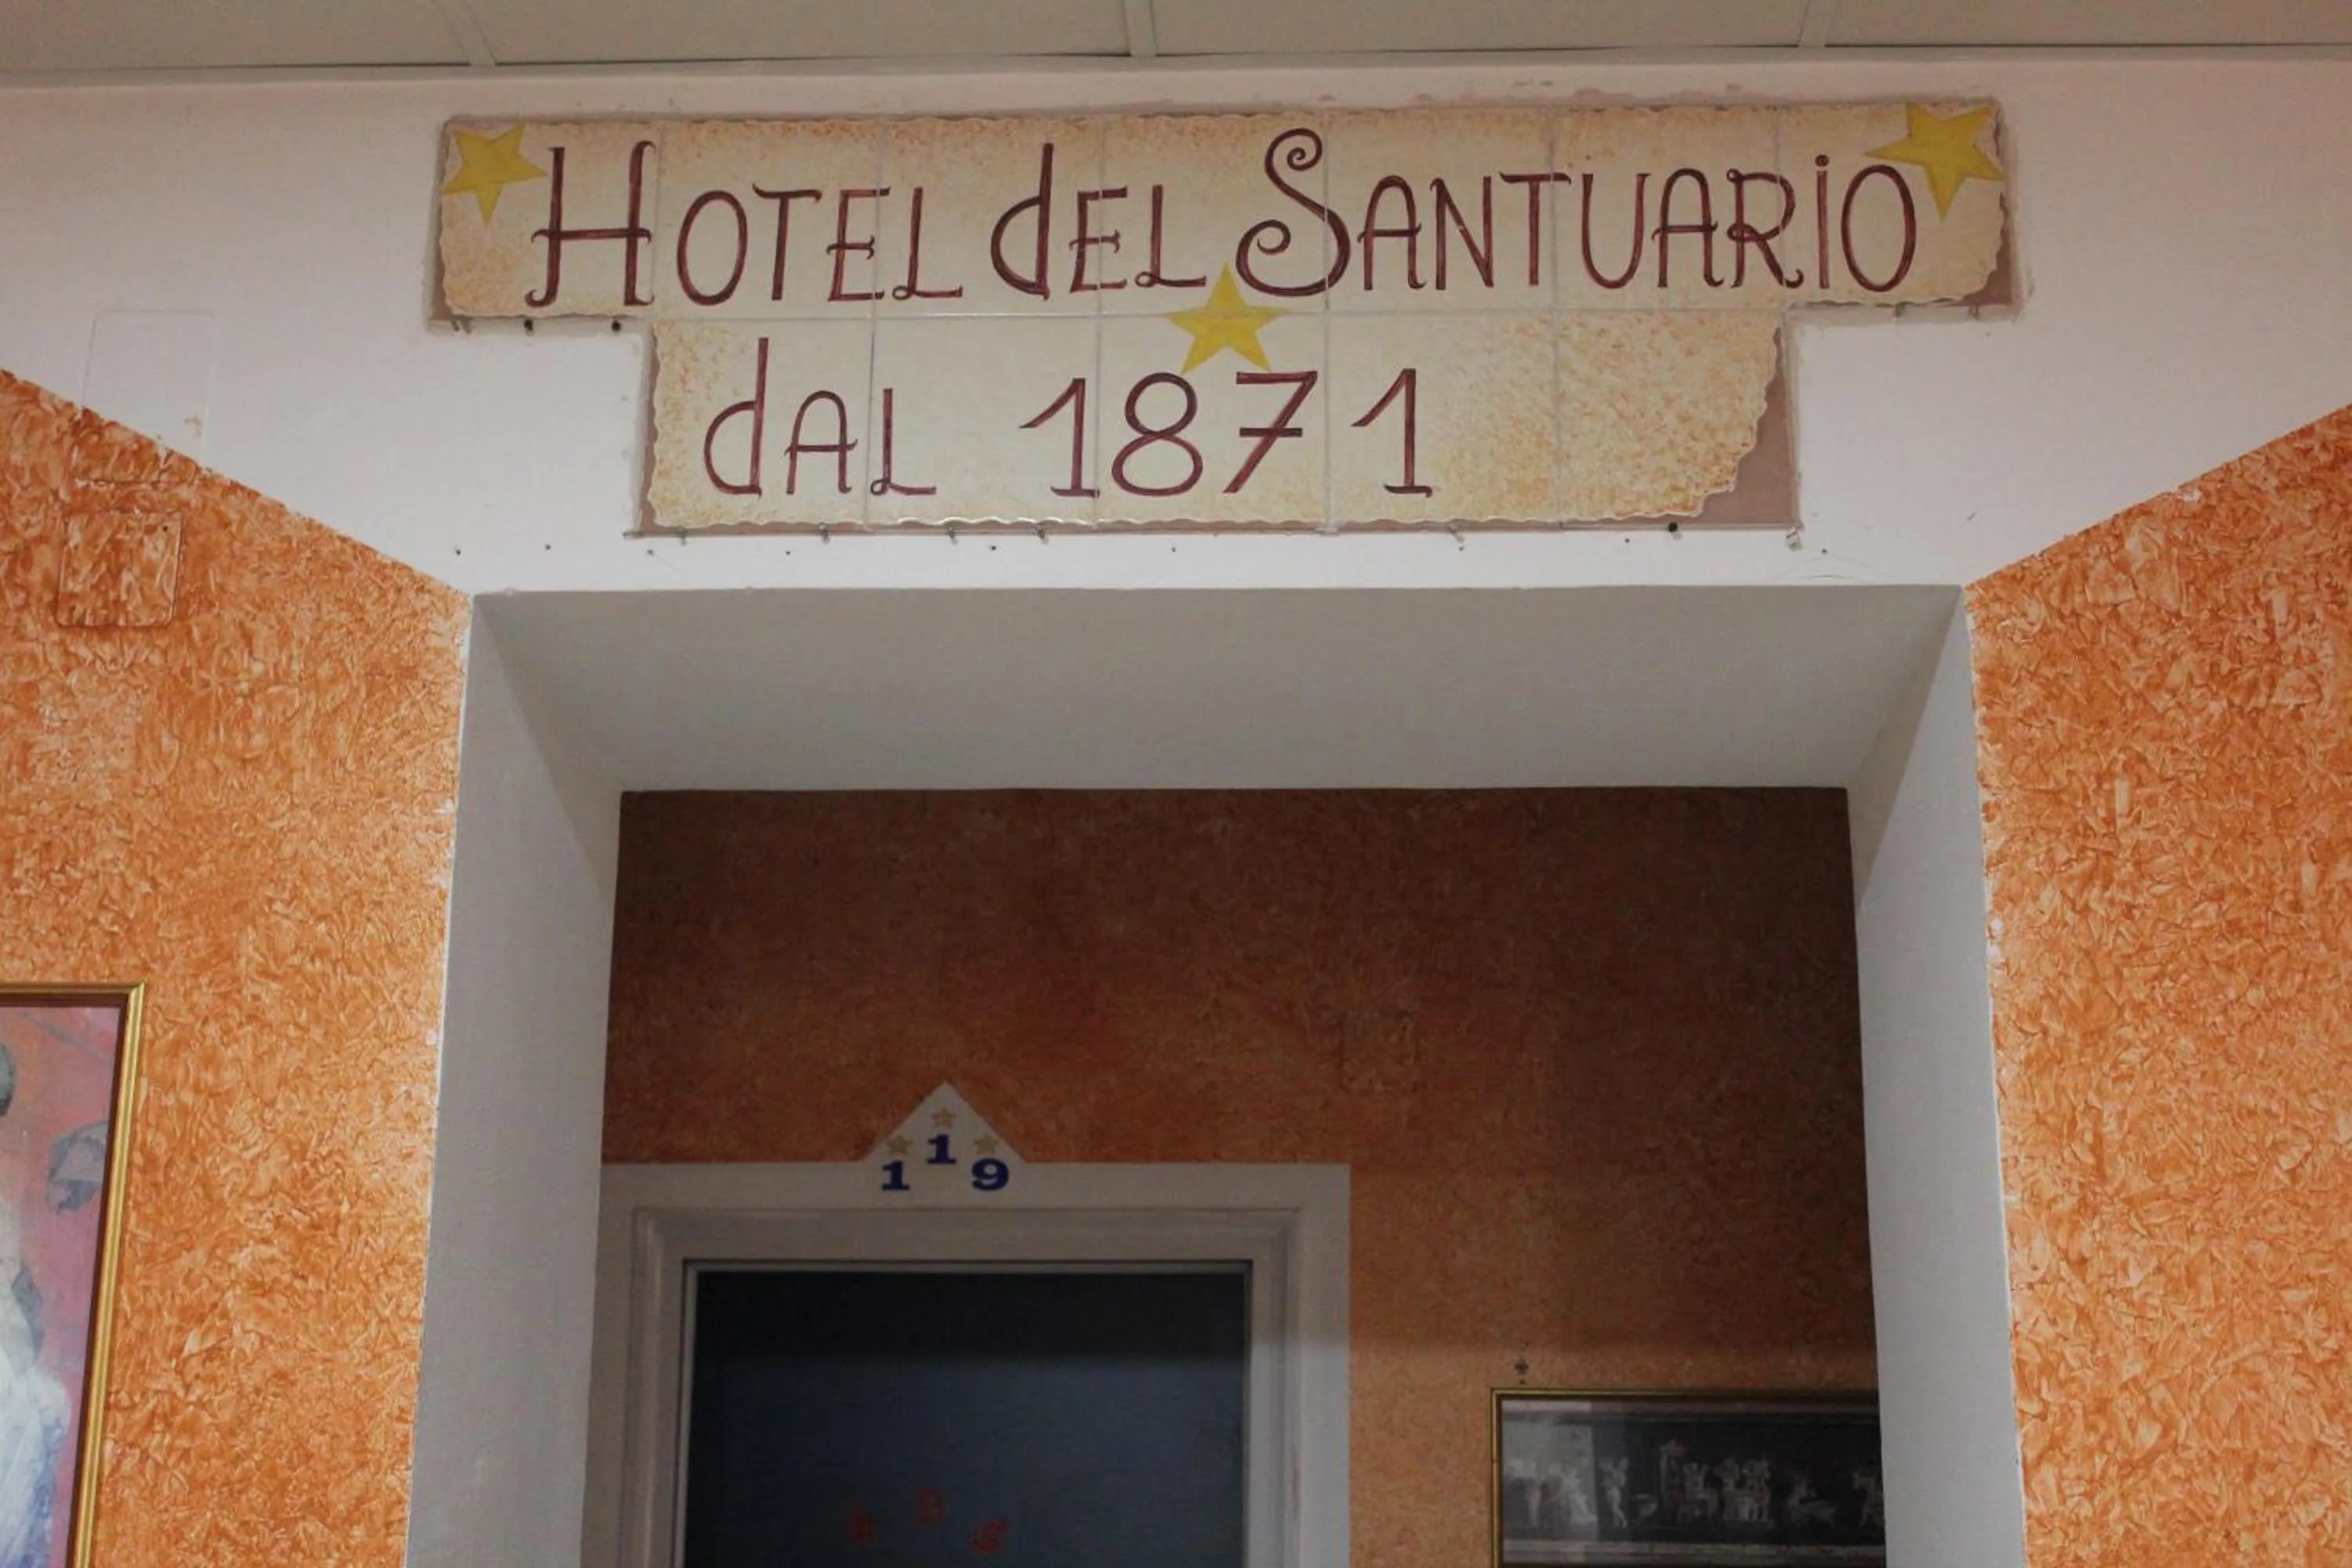 HOTEL dEL SANTUARiO
dAL 1871
119